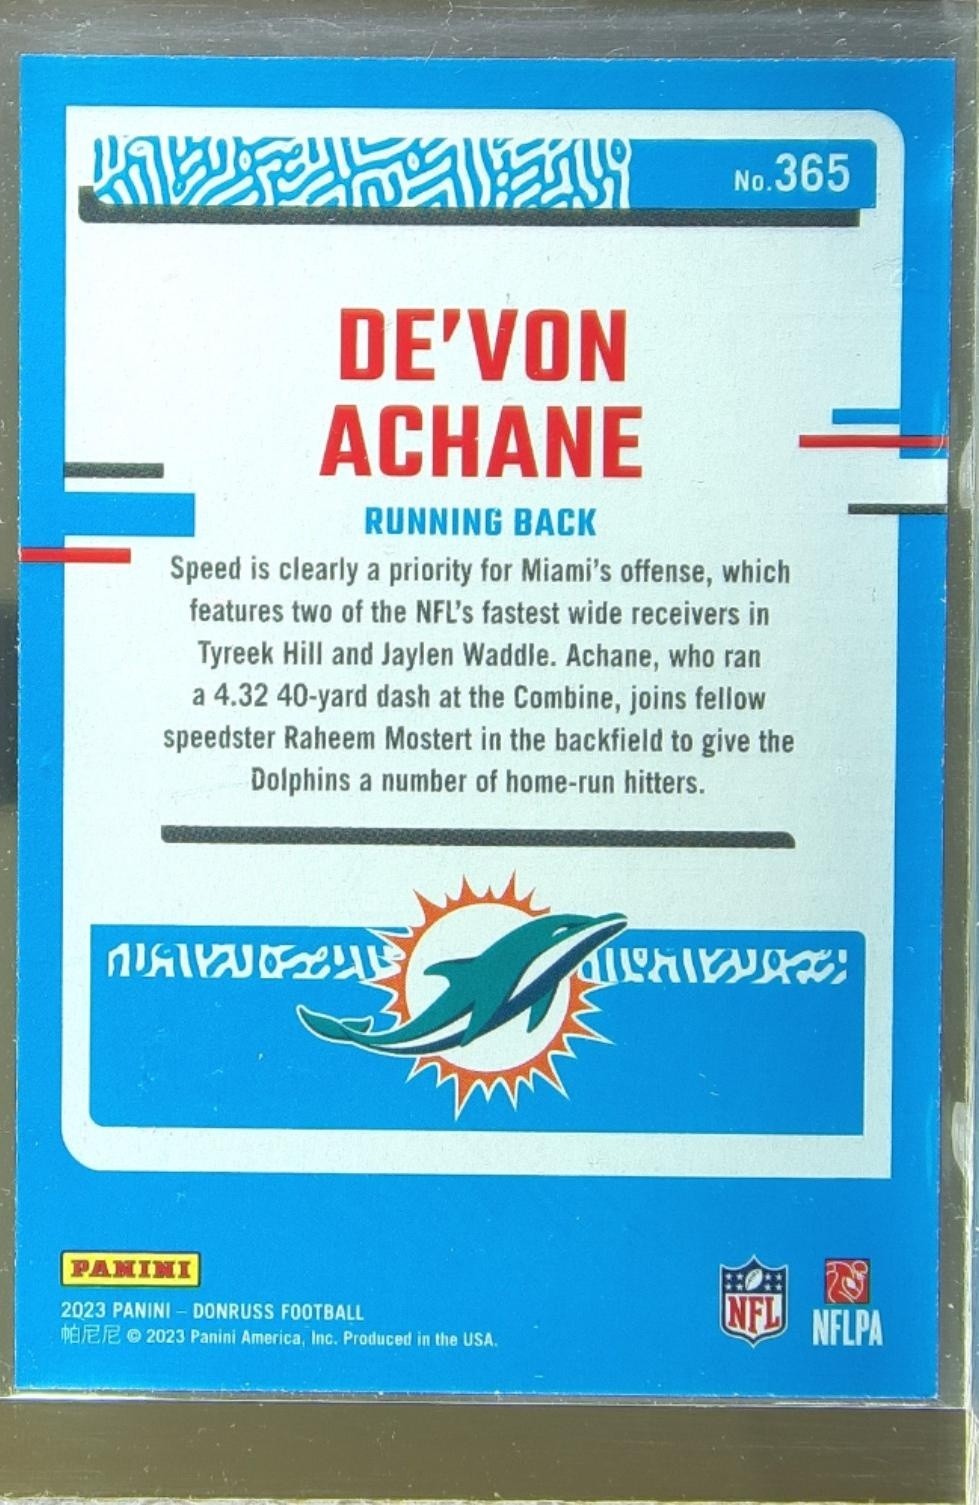 No.365
DE'VON
ACHANE
RUNNING BACK
Speed is clearly a priority for Miami's offense, which
features two of the NFL's fastest wide receivers in
Tyreek Hill and Jaylen Waddle. Achane, who ran
a 4.32 40-yard dash at the Combine, joins fellow
speedster Raheem Mostert in the backfield to give the
Dolphins a number of home-run hitters.
PANINI
2023 PANINI – DONRUSS FOOTBALL
帕尼尼 © 2023 Panini America, Inc. Produced in the USA.
NFL
NFLPA